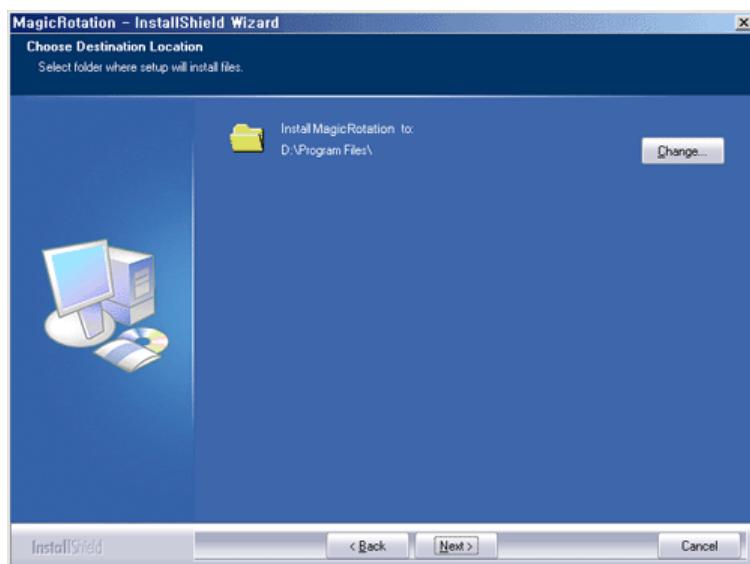 MagicRotation – InstallShield Wizard
Choose Destination Location
Select folder where setup will install files.
Install MagicRotation to:
D:\Program Files\
Change...
InstallShield
< Back
Next >
Cancel